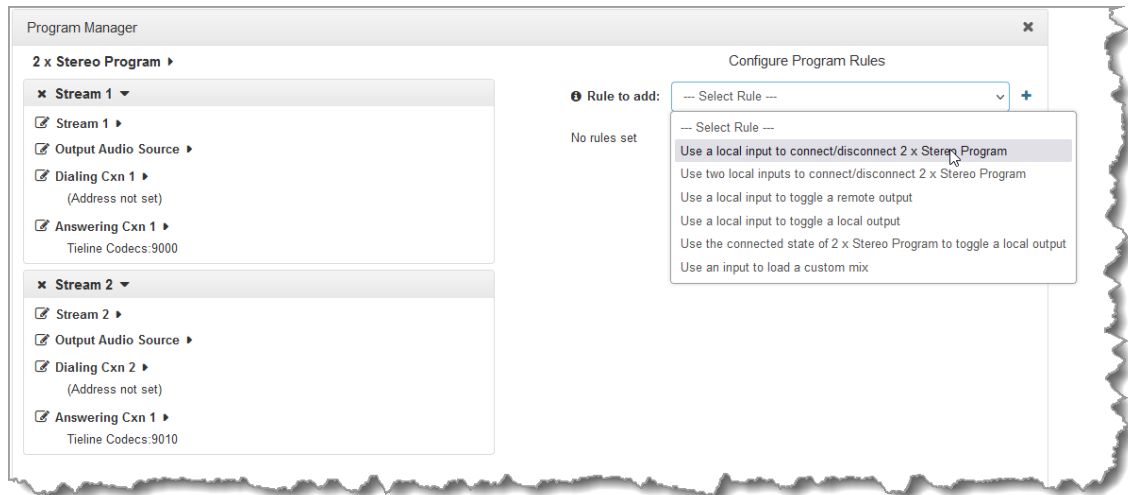 Program Manager
2 x Stereo Program
Stream 1
Stream 1
Output Audio Source
Dialing Cxn 1
(Address not set)
Answering Cxn 1
Tieline Codecs:9000
Stream 2
Stream 2
Output Audio Source
Dialing Cxn 2
(Address not set)
Answering Cxn 1
Tieline Codecs:9010
Configure Program Rules
Rule to add: --- Select Rule ---
No rules set
--- Select Rule ---
Use a local input to connect/disconnect 2 x Stereo Program
Use two local inputs to connect/disconnect 2 x Stereo Program
Use a local input to toggle a remote output
Use a local input to toggle a local output
Use the connected state of 2 x Stereo Program to toggle a local output
Use an input to load a custom mix